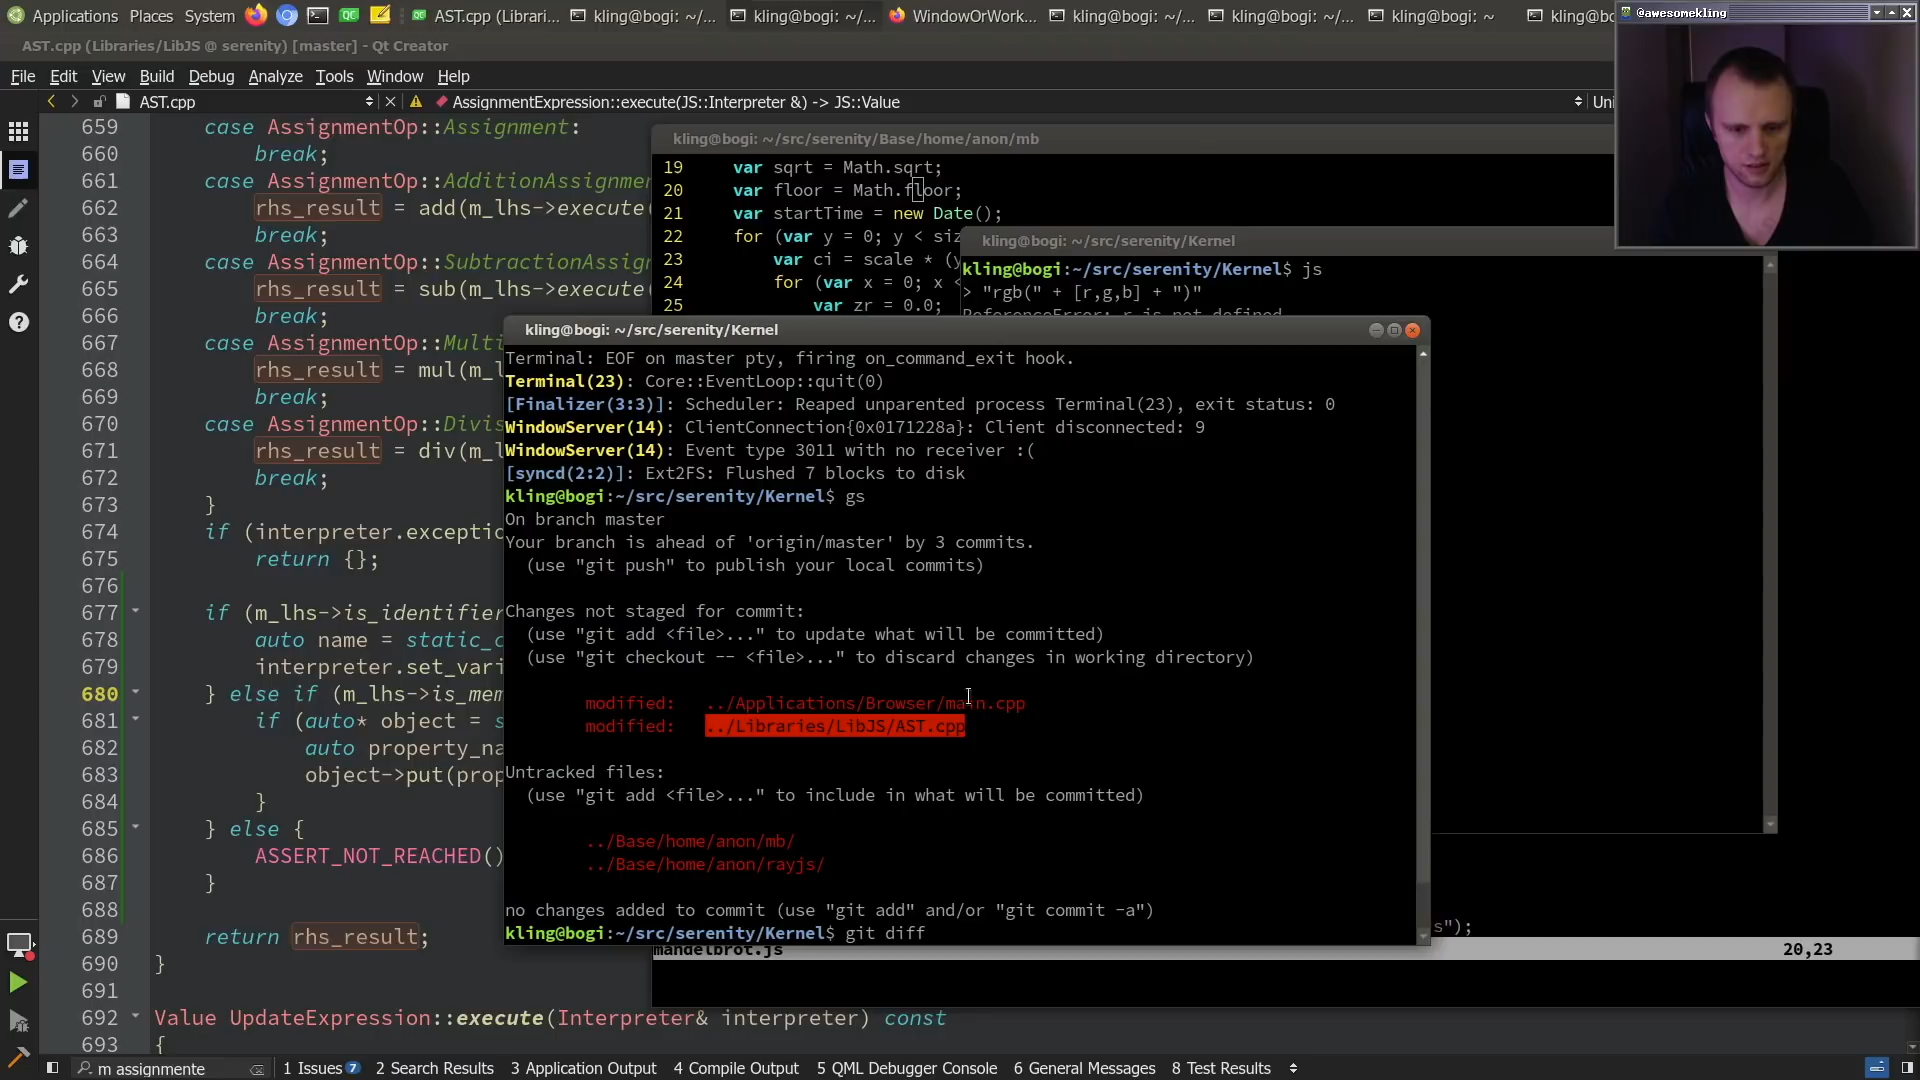 Applications Places System AST.cpp (Librari... kling@bogi: ~/... kling@bogi: ~/... WindowOrWork... kling@bogi: ~/... kling@bogi: ~/... kling@bogi: ~ kling@bog
@awesomekling
AST.cpp (Libraries/LibJS @ serenity) [master] - Qt Creator
File Edit View Build Debug Analyze Tools Window Help
AST.cpp AssignmentExpression::execute(JS::Interpreter &) -> JS::Value
659 case AssignmentOp::Assignment:
660 break;
661 case AssignmentOp::AdditionAssignmen
662 rhs_result = add(m_lhs->execute(
663 break;
664 case AssignmentOp::SubtractionAssign
665 rhs_result = sub(m_lhs->execute(
666 break;
667 case AssignmentOp::Multi
668 rhs_result = mul(m_l
669 break;
670 case AssignmentOp::Divis
671 rhs_result = div(m_l
672 break;
673 }
674 if (interpreter.exceptio
675 return {};
676
677 if (m_lhs->is_identifier
678 auto name = static_c
679 interpreter.set_vari
680 } else if (m_lhs->is_mem
681 if (auto* object = s
682 auto property_na
683 object->put(prop
684 }
685 } else {
686 ASSERT_NOT_REACHED()
687 }
688
689 return rhs_result;
690 }
691
692 Value UpdateExpression::execute(Interpreter& interpreter) const
693 {
kling@bogi: ~/src/serenity/Base/home/anon/mb
19 var sqrt = Math.sqrt;
20 var floor = Math.floor;
21 var startTime = new Date();
22 for (var y = 0; y < siz
23 var ci = scale * (y
24 for (var x = 0; x <
25 var zr = 0.0;
s");
mandelbrot.js 20,23
kling@bogi: ~/src/serenity/Kernel
kling@bogi:~/src/serenity/Kernel$ js
> "rgb(" + [r,g,b] + ")"
ReferenceError: r is not defined
kling@bogi: ~/src/serenity/Kernel
Terminal: EOF on master pty, firing on_command_exit hook.
Terminal(23): Core::EventLoop::quit(0)
[Finalizer(3:3)]: Scheduler: Reaped unparented process Terminal(23), exit status: 0
WindowServer(14): ClientConnection{0x0171228a}: Client disconnected: 9
WindowServer(14): Event type 3011 with no receiver :(
[syncd(2:2)]: Ext2FS: Flushed 7 blocks to disk
kling@bogi:~/src/serenity/Kernel$ gs
On branch master
Your branch is ahead of 'origin/master' by 3 commits.
(use "git push" to publish your local commits)
Changes not staged for commit:
(use "git add <file>..." to update what will be committed)
(use "git checkout -- <file>..." to discard changes in working directory)
modified: ../Applications/Browser/main.cpp
modified: ../Libraries/LibJS/AST.cpp
Untracked files:
(use "git add <file>..." to include in what will be committed)
../Base/home/anon/mb/
../Base/home/anon/rayjs/
no changes added to commit (use "git add" and/or "git commit -a")
kling@bogi:~/src/serenity/Kernel$ git diff
m assignmente 1 Issues 7 2 Search Results 3 Application Output 4 Compile Output 5 QML Debugger Console 6 General Messages 8 Test Results